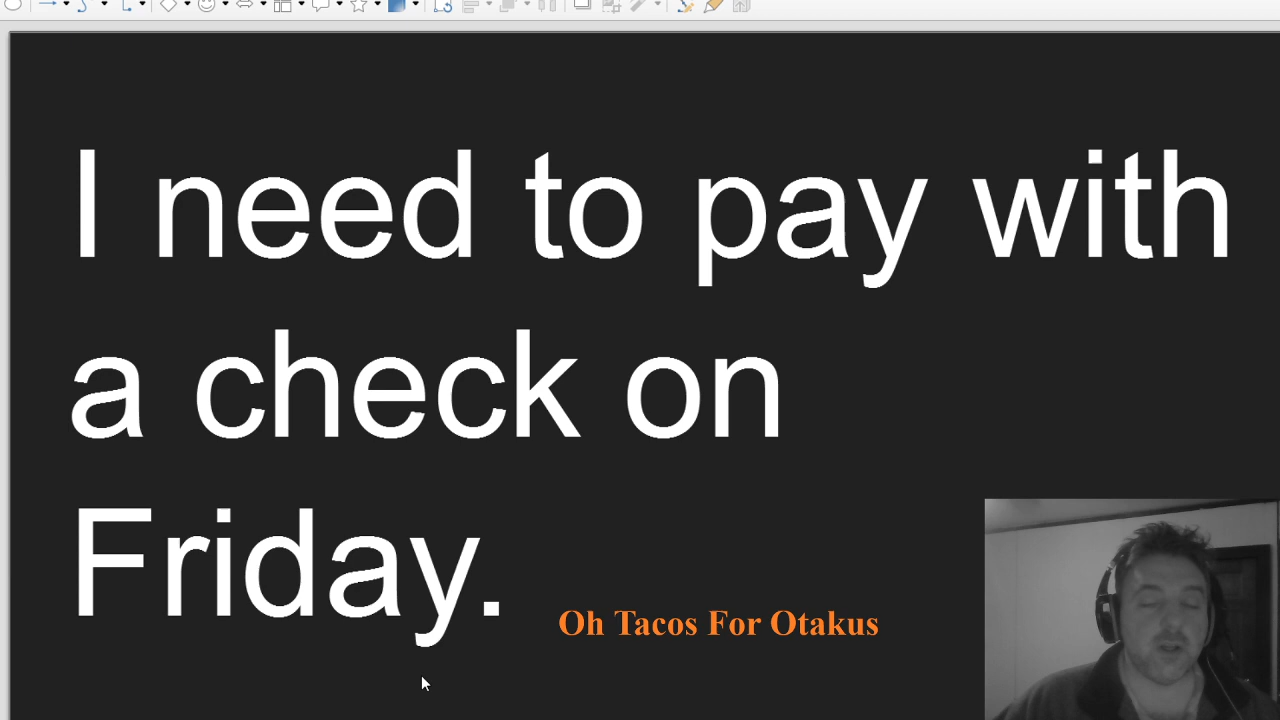 I need to pay with
a check on
Friday.
Oh Tacos For Otakus